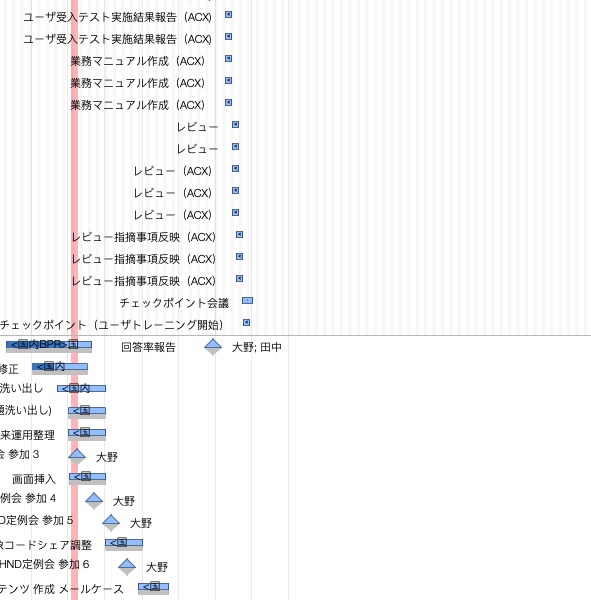 ユーザ受入テスト実施結果報告 (ACX)
ユーザ受入テスト実施結果報告 (ACX)
業務マニュアル作成 (ACX)
業務マニュアル作成 (ACX)
業務マニュアル作成 (ACX)
レビュー
レビュー
レビュー (ACX)
レビュー (ACX)
レビュー (ACX)
レビュー指摘事項反映 (ACX)
レビュー指摘事項反映 (ACX)
レビュー指摘事項反映 (ACX)
チェックポイント会議
チェックポイント (ユーザトレーニング開始)
<国内BPR>国 回答率報告 大野; 田中
修正 <国内
洗い出し <国内
洗い出し) <国
来運用整理 <国
会 参加 3 大野
画面挿入 <国
例会 参加 4 大野
D定例会 参加 5 大野
コードシェア調整 <国
HND定例会 参加 6 大野
テンツ 作成 メールケース <国